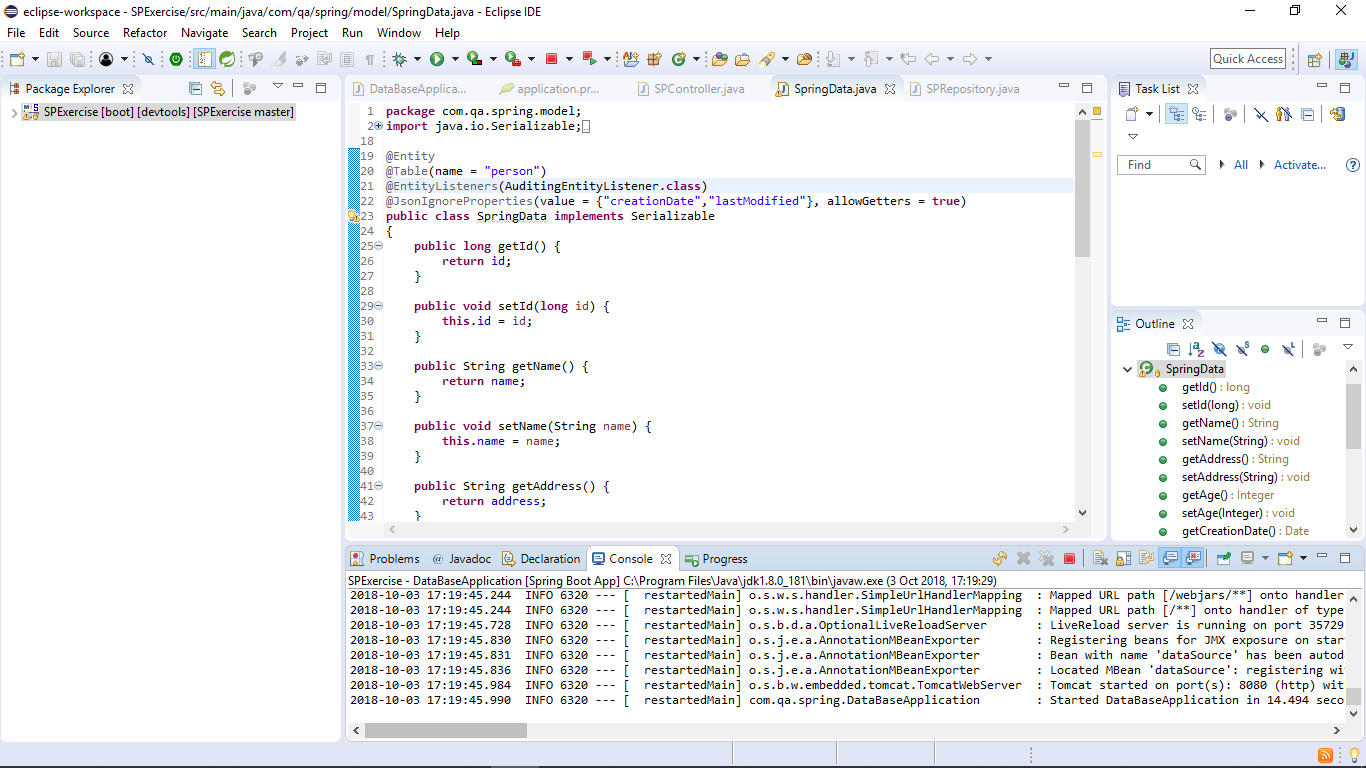 eclipse-workspace - SPExercise/src/main/java/com/qa/spring/model/SpringData.java - Eclipse IDE
File Edit Source Refactor Navigate Search Project Run Window Help
Quick Access
Package Explorer
SPExercise [boot] [devtools] [SPExercise master]
DataBaseApplica... application.pr... SPController.java SpringData.java SPRepository.java
1 package com.qa.spring.model;
2 import java.io.Serializable;
18
19 @Entity
20 @Table(name = "person")
21 @EntityListeners(AuditingEntityListener.class)
22 @JsonIgnoreProperties(value = {"creationDate","lastModified"}, allowGetters = true)
23 public class SpringData implements Serializable
24 {
25 public long getId() {
26 return id;
27 }
28
29 public void setId(long id) {
30 this.id = id;
31 }
32
33 public String getName() {
34 return name;
35 }
36
37 public void setName(String name) {
38 this.name = name;
39 }
40
41 public String getAddress() {
42 return address;
43 }
Task List
Find All Activate...
Outline
SpringData
getId() : long
setId(long) : void
getName() : String
setName(String) : void
getAddress() : String
setAddress(String) : void
getAge() : Integer
setAge(Integer) : void
getCreationDate() : Date
Problems @ Javadoc Declaration Console Progress
SPExercise - DataBaseApplication [Spring Boot App] C:\Program Files\Java\jdk1.8.0_181\bin\javaw.exe (3 Oct 2018, 17:19:29)
2018-10-03 17:19:45.244 INFO 6320 --- [ restartedMain] o.s.w.s.handler.SimpleUrlHandlerMapping : Mapped URL path [/webjars/**] onto handler
2018-10-03 17:19:45.244 INFO 6320 --- [ restartedMain] o.s.w.s.handler.SimpleUrlHandlerMapping : Mapped URL path [/**] onto handler of type
2018-10-03 17:19:45.728 INFO 6320 --- [ restartedMain] o.s.b.d.a.OptionalLiveReloadServer : LiveReload server is running on port 35729
2018-10-03 17:19:45.830 INFO 6320 --- [ restartedMain] o.s.j.e.a.AnnotationMBeanExporter : Registering beans for JMX exposure on star
2018-10-03 17:19:45.831 INFO 6320 --- [ restartedMain] o.s.j.e.a.AnnotationMBeanExporter : Bean with name 'dataSource' has been autod
2018-10-03 17:19:45.836 INFO 6320 --- [ restartedMain] o.s.j.e.a.AnnotationMBeanExporter : Located MBean 'dataSource': registering wi
2018-10-03 17:19:45.984 INFO 6320 --- [ restartedMain] o.s.b.w.embedded.tomcat.TomcatWebServer : Tomcat started on port(s): 8080 (http) wit
2018-10-03 17:19:45.990 INFO 6320 --- [ restartedMain] com.qa.spring.DataBaseApplication : Started DataBaseApplication in 14.494 seco